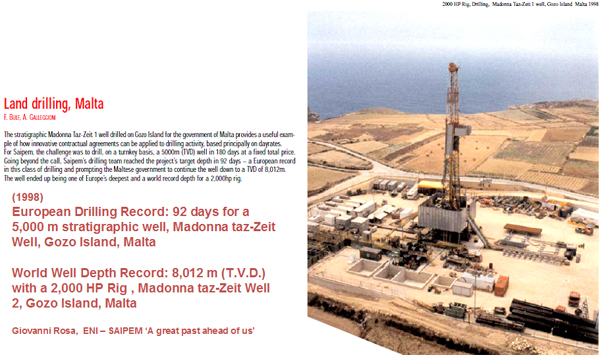 2000 HP Rig, Drilling, Madonna Taz-Zeit 1 well, Gozo Island Malta 1998
Land drilling, Malta
F. BULE, A. GALLEGGIONI
The stratigraphic Madonna Taz-Zeit 1 well drilled on Gozo Island for the government of Malta provides a useful exam-
ple of how innovative contractual agreements can be applied to drilling activity, based principally on dayrates.
For Saipem, the challenge was to drill, on a turnkey basis, a 5000m (TVD) well in 180 days at a fixed total price.
Going beyond the call, Saipem's drilling team reached the project's target depth in 92 days – a European record
in this class of drilling and prompting the Maltese government to continue the well down to a TVD of 8,012m.
The well ended up being one of Europe's deepest and a world record depth for a 2,000hp rig.
(1998)
European Drilling Record: 92 days for a
5,000 m stratigraphic well, Madonna taz-Zeit
Well, Gozo Island, Malta
World Well Depth Record: 8,012 m (T.V.D.)
with a 2,000 HP Rig , Madonna taz-Zeit Well
2, Gozo Island, Malta
Giovanni Rosa, ENI – SAIPEM ‘A great past ahead of us’